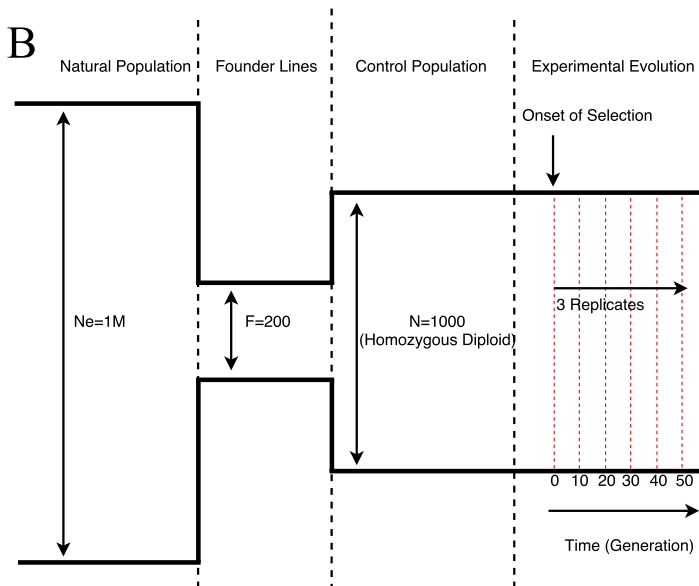 B
Natural Population
Founder Lines
Control Population
Experimental Evolution
Onset of Selection
Ne=1M
F=200
N=1000
(Homozygous Diploid)
3 Replicates
0 10 20 30 40 50
Time (Generation)